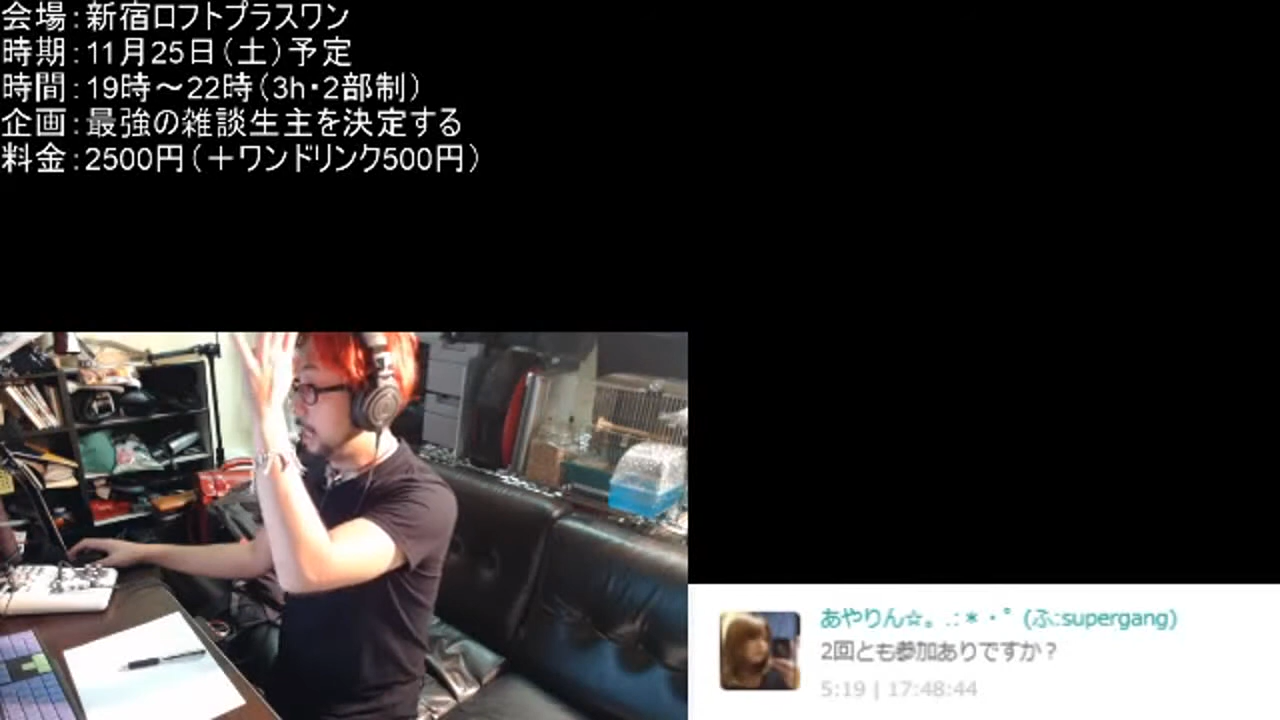 会場：新宿ロフトプラスワン
時期：11月25日（土）予定
時間：19時～22時（3h・2部制）
企画：最強の雑談生主を決定する
料金：2500円（＋ワンドリンク500円）
あやりん☆。.:＊・゜(ふ:supergang)
2回とも参加ありですか？
5:19 | 17:48:44